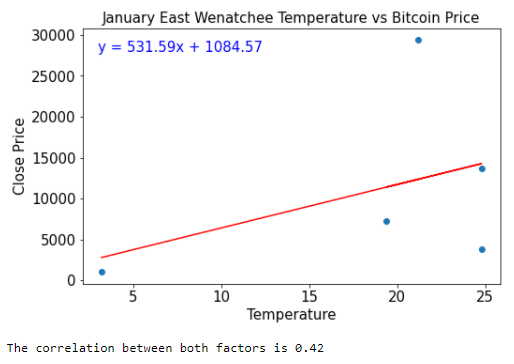 January East Wenatchee Temperature vs Bitcoin Price
y = 531.59x + 1084.57
30000
25000
20000
15000
10000
5000
0
Close Price
5 10 15 20 25
Temperature
The correlation between both factors is 0.42